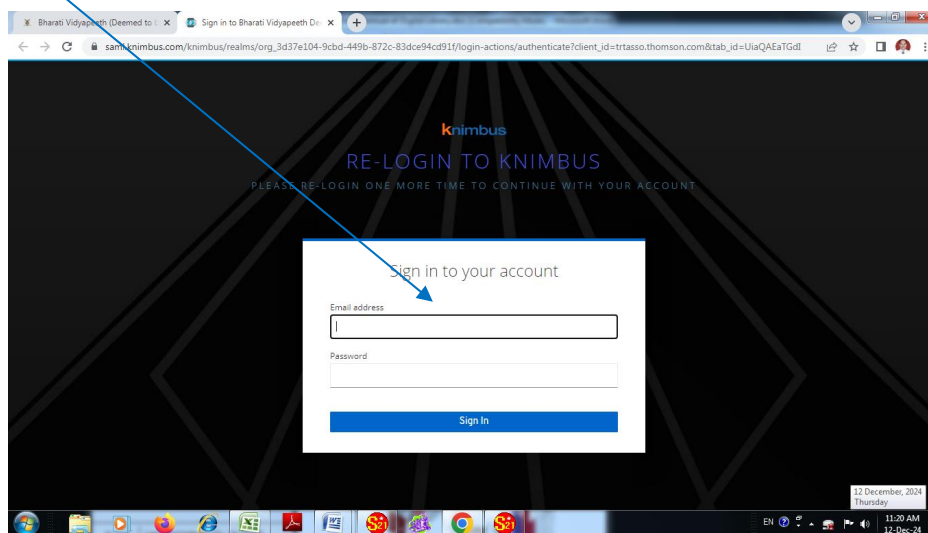 Bharati Vidyapeeth (Deemed to
Sign in to Bharati Vidyapeeth De
saml.knimbus.com/knimbus/realms/org_3d37e104-9cbd-449b-872c-83dce94cd91f/login-actions/authenticate?client_id=trtasso.thomson.com&tab_id=UiaQAEaTGdI
knimbus
RE-LOGIN TO KNIMBUS
PLEASE RE-LOGIN ONE MORE TIME TO CONTINUE WITH YOUR ACCOUNT
Sign in to your account
Email address
Password
Sign In
12 December, 2024
Thursday
EN
11:20 AM
12-Dec-24